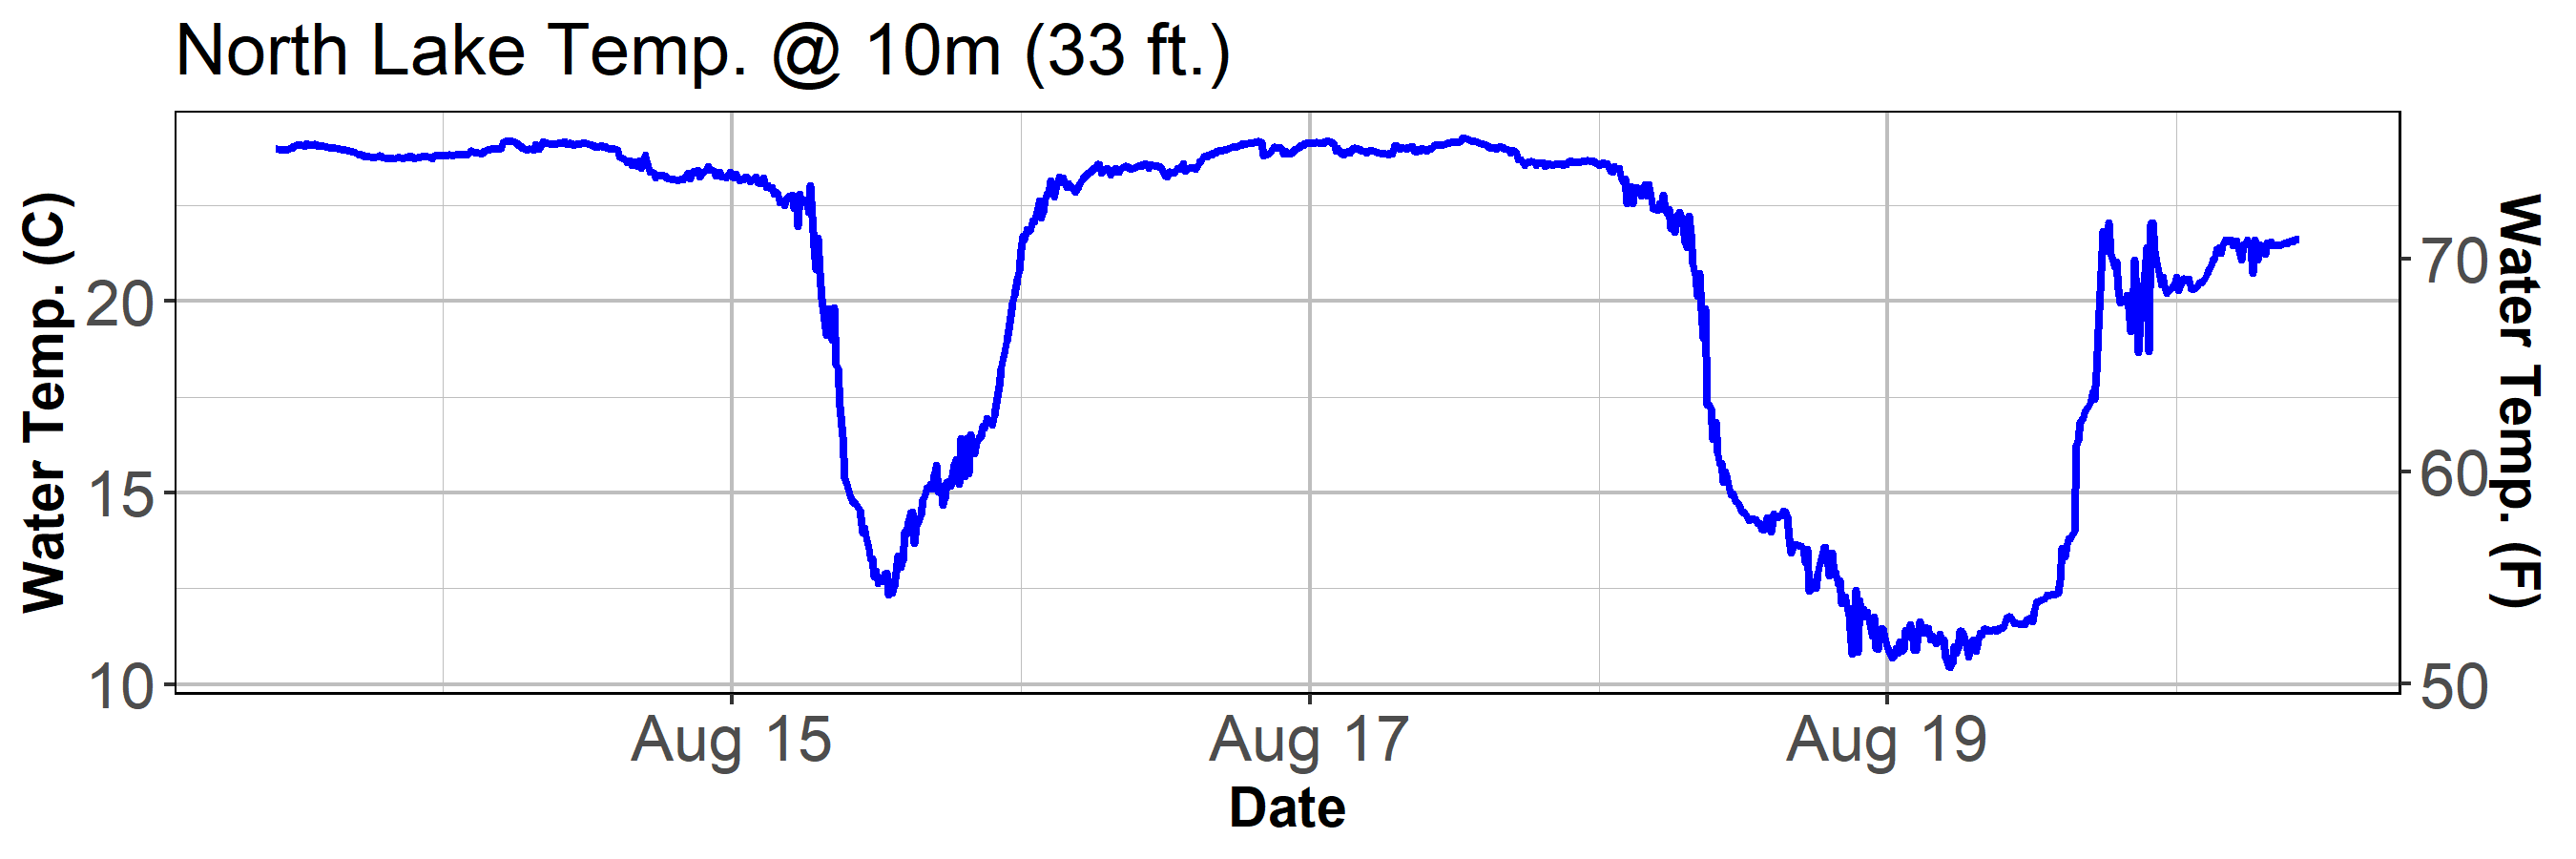 North Lake Temp. @ 10m (33 ft.)
Water Temp. (C)
20
15
10
70
60
50
Water Temp. (F)
Aug 15
Aug 17
Aug 19
Date